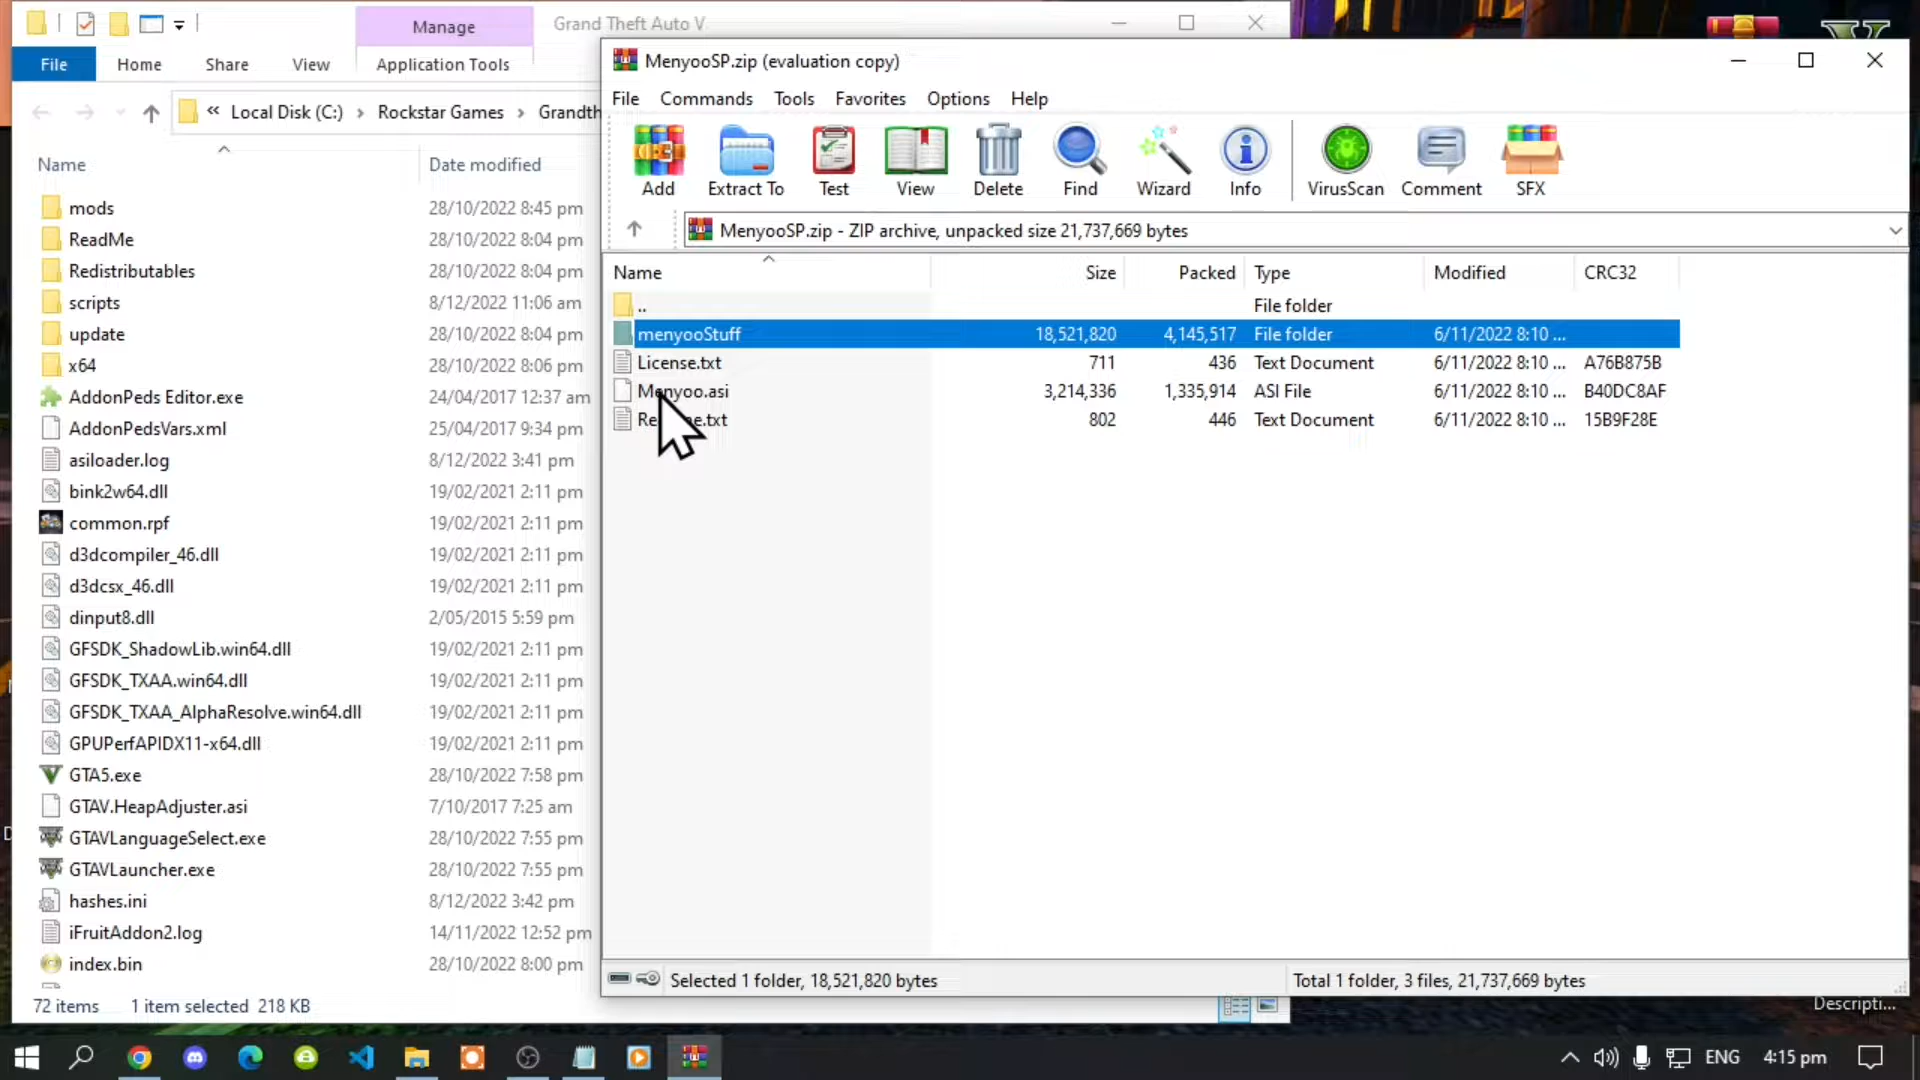 Manage
Grand Theft Auto V
File
Home
Share
View
Application Tools
« Local Disk (C:) › Rockstar Games › Grandth
Name
Date modified
mods 28/10/2022 8:45 pm
ReadMe 28/10/2022 8:04 pm
Redistributables 28/10/2022 8:04 pm
scripts 8/12/2022 11:06 am
update 28/10/2022 8:04 pm
x64 28/10/2022 8:06 pm
AddonPeds Editor.exe 24/04/2017 12:37 am
AddonPedsVars.xml 25/04/2017 9:34 pm
asiloader.log 8/12/2022 3:41 pm
bink2w64.dll 19/02/2021 2:11 pm
common.rpf 19/02/2021 2:11 pm
d3dcompiler_46.dll 19/02/2021 2:11 pm
d3dcsx_46.dll 19/02/2021 2:11 pm
dinput8.dll 2/05/2015 5:59 pm
GFSDK_ShadowLib.win64.dll 19/02/2021 2:11 pm
GFSDK_TXAA.win64.dll 19/02/2021 2:11 pm
GFSDK_TXAA_AlphaResolve.win64.dll 19/02/2021 2:11 pm
GPUPerfAPIDX11-x64.dll 19/02/2021 2:11 pm
GTA5.exe 28/10/2022 7:58 pm
GTAV.HeapAdjuster.asi 7/10/2017 7:25 am
GTAVLanguageSelect.exe 28/10/2022 7:55 pm
GTAVLauncher.exe 28/10/2022 7:55 pm
hashes.ini 8/12/2022 3:42 pm
iFruitAddon2.log 14/11/2022 12:52 pm
index.bin 28/10/2022 8:00 pm
72 items 1 item selected 218 KB
MenyooSP.zip (evaluation copy)
File Commands Tools Favorites Options Help
Add Extract To Test View Delete Find Wizard Info VirusScan Comment SFX
MenyooSP.zip - ZIP archive, unpacked size 21,737,669 bytes
Name Size Packed Type Modified CRC32
.. File folder
menyooStuff 18,521,820 4,145,517 File folder 6/11/2022 8:10 ...
License.txt 711 436 Text Document 6/11/2022 8:10 ... A76B875B
Menyoo.asi 3,214,336 1,335,914 ASI File 6/11/2022 8:10 ... B40DC8AF
802 446 Text Document 6/11/2022 8:10 ... 15B9F28E
Selected 1 folder, 18,521,820 bytes
Total 1 folder, 3 files, 21,737,669 bytes
Descripti...
ENG 4:15 pm